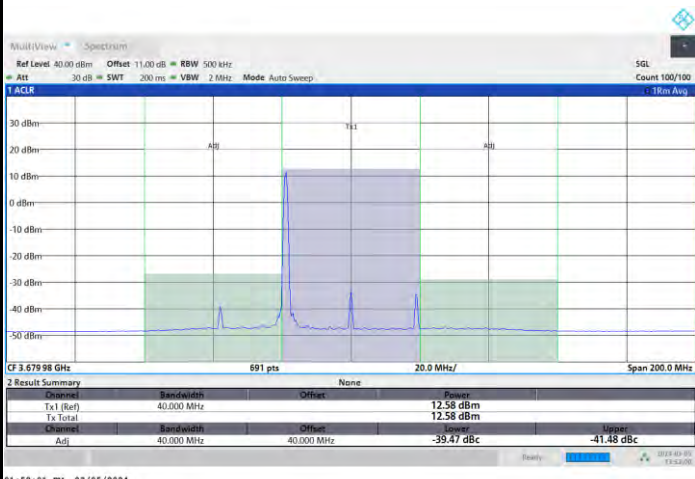 MultiView Spectrum
Ref Level 40.00 dBm Offset 11.00 dB RBW 500 kHz SGL
Att 30 dB SWT 200 ms VBW 2 MHz Mode Auto Sweep Count 100/100
1 ACLR 1Rm Avg
Tx1
30 dBm
Adj Adj
20 dBm
10 dBm
0 dBm
-10 dBm
-20 dBm
-30 dBm
-40 dBm
-50 dBm
CF 3.67998 GHz 691 pts 20.0 MHz/ Span 200.0 MHz
2 Result Summary None
Channel Bandwidth Offset Power
Tx1 (Ref) 40.000 MHz 12.58 dBm
Tx Total 12.58 dBm
Channel Bandwidth Offset Lower Upper
Adj 40.000 MHz 40.000 MHz -39.47 dBc -41.48 dBc
Ready